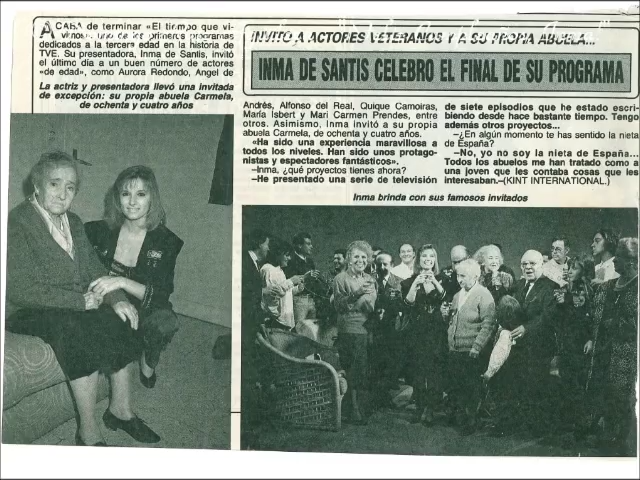 ACABA de terminar «El tiempo que vi-
vimos», uno de los primeros programas
dedicados a la tercera edad en la historia de
TVE. Su presentadora, Inma de Santis, invitó
el último día a un buen número de actores
«de edad», como Aurora Redondo, Angel de
La actriz y presentadora llevó una invitada
de excepción: su propia abuela Carmela,
de ochenta y cuatro años
INVITO A ACTORES VETERANOS Y A SU PROPIA ABUELA...
INMA DE SANTIS CELEBRO EL FINAL DE SU PROGRAMA
Andrés, Alfonso del Real, Quique Camoiras,
María Isbert y Mari Carmen Prendes, entre
otros. Asimismo, Inma invitó a su propia
abuela Carmela, de ochenta y cuatro años.
«Ha sido una experiencia maravillosa a
todos los niveles. Han sido unos protago-
nistas y espectadores fantásticos».
—Inma, ¿qué proyectos tienes ahora?
—He presentado una serie de televisión
de siete episodios que he estado escri-
biendo desde hace bastante tiempo. Tengo
además otros proyectos...
—¿En algún momento te has sentido la nieta
de España?
—No, yo no soy la nieta de España...
Todos los abuelos me han tratado como a
una joven que les contaba cosas que les
interesaban.—(KINT INTERNATIONAL.)
Inma brinda con sus famosos invitados